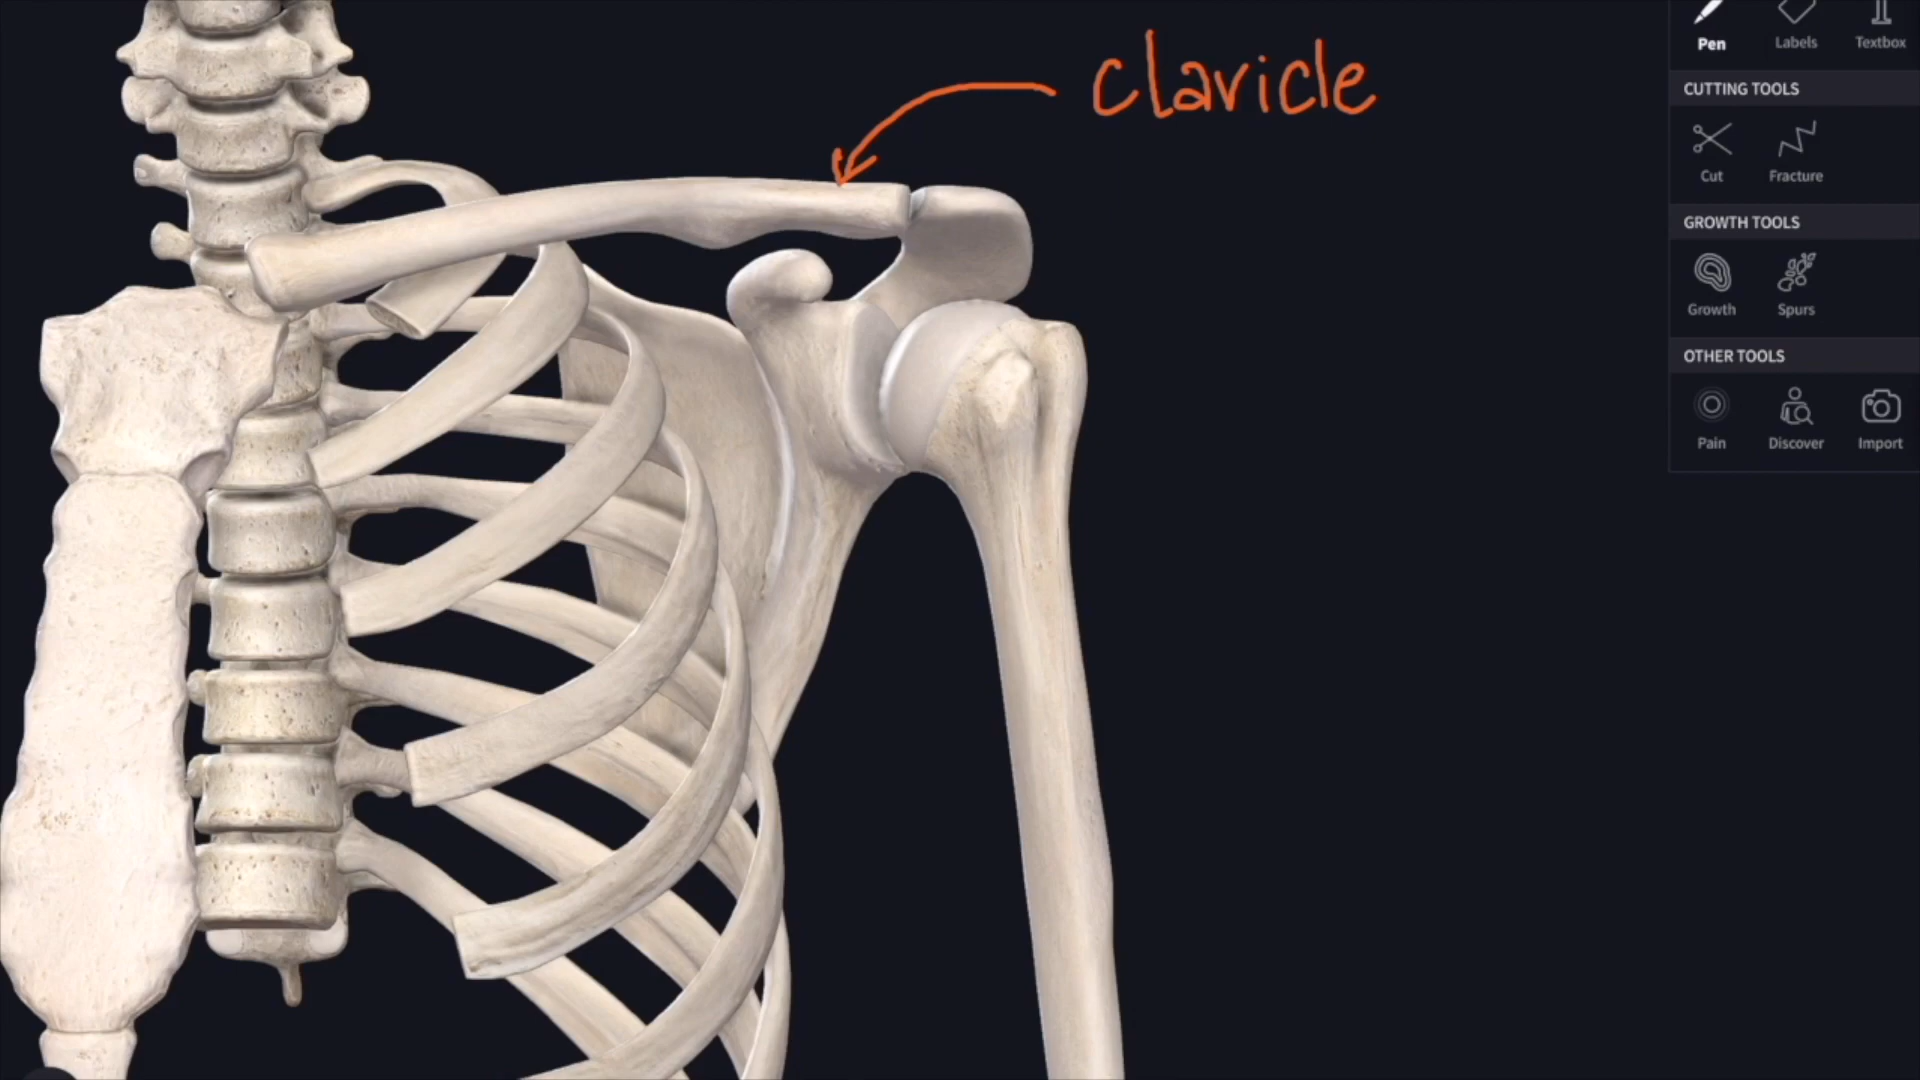 clavicle
Pen Labels Textbox
CUTTING TOOLS
Cut Fracture
GROWTH TOOLS
Growth Spurs
OTHER TOOLS
Pain Discover Import